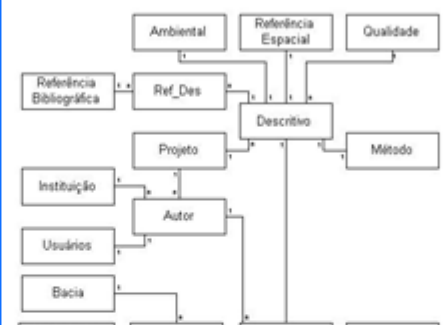 Ambiental
Referência
Espacial
Qualidade
Referência
Bibliográfica
Ref_Des
Descritivo
Projeto
Método
Instituição
Autor
Usuários
Bacia